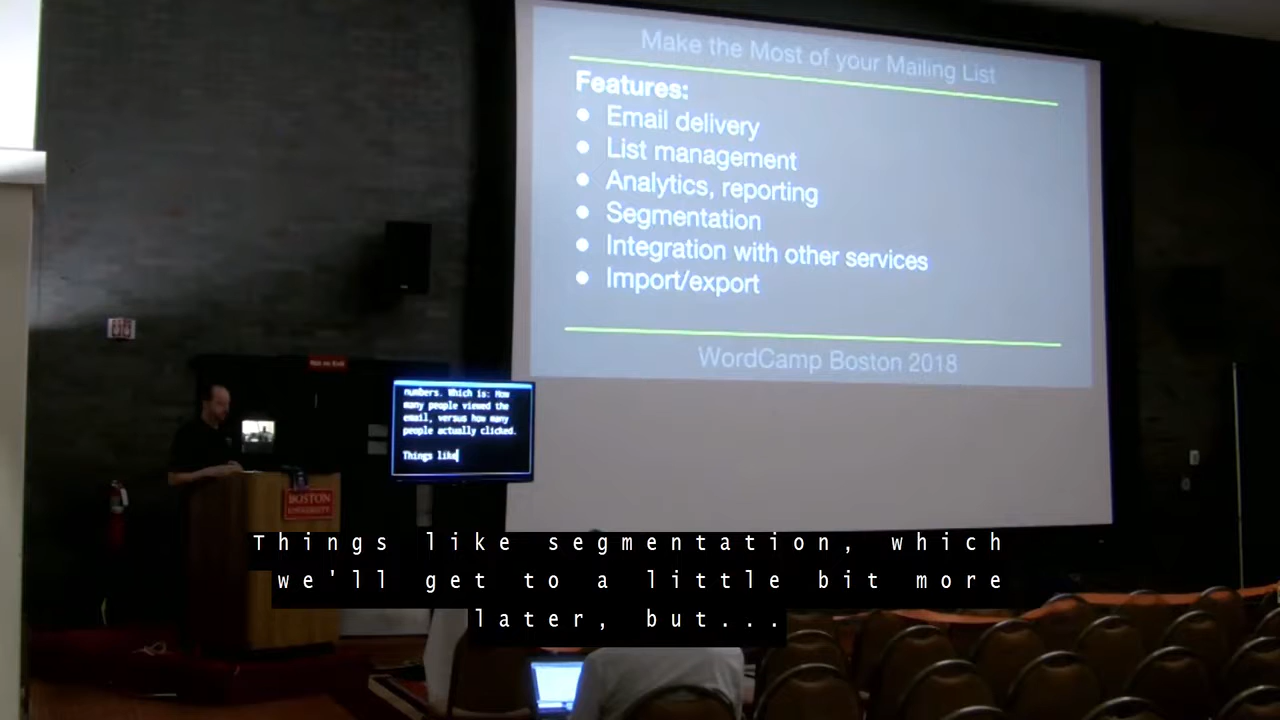 Make the Most of your Mailing List
Features:
● Email delivery
● List management
● Analytics, reporting
● Segmentation
● Integration with other services
● Import/export
WordCamp Boston 2018
numbers. Which is: How
many people viewed the
email, versus how many
people actually clicked.
Things like
BOSTON
UNIVERSITY
Things like segmentation, which
we'll get to a little bit more
later, but...